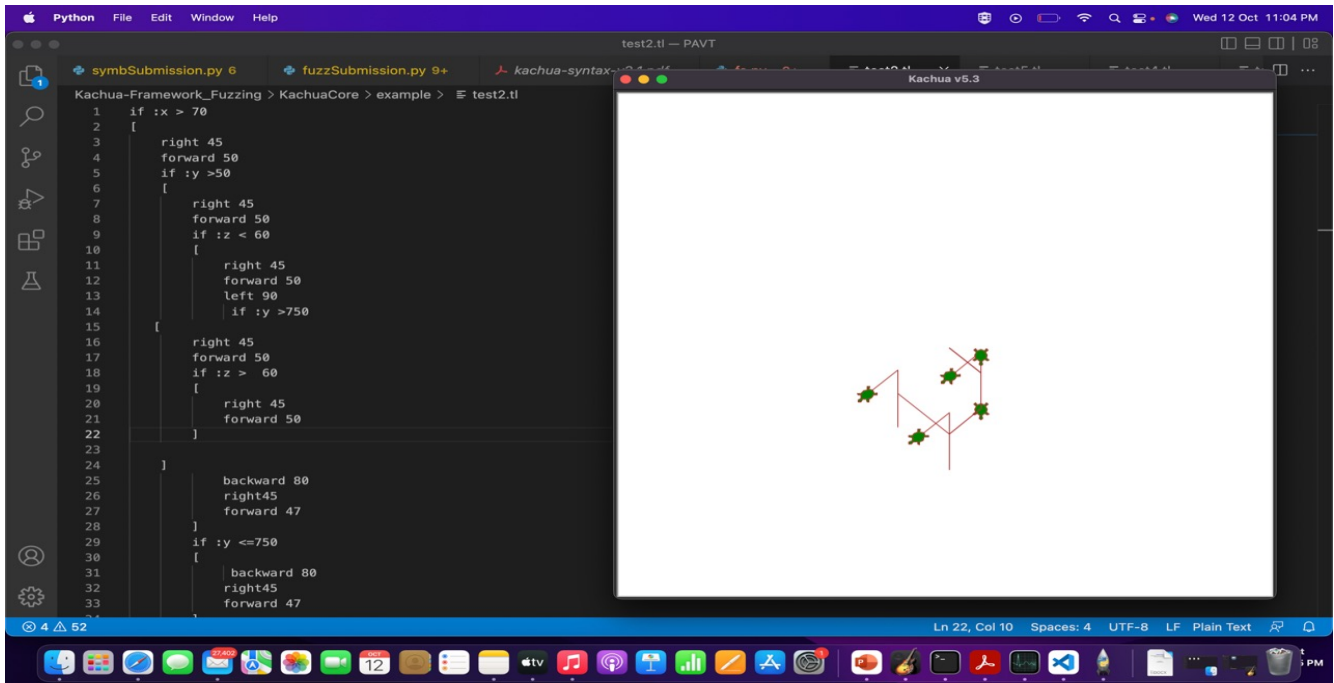 Python File Edit Window Help Wed 12 Oct 11:04 PM
test2.tl — PAVT
symbSubmission.py 6 fuzzSubmission.py 9+ kachua-syntax-
Kachua v5.3
Kachua-Framework_Fuzzing > KachuaCore > example > test2.tl
1 if :x > 70
2 [
3 right 45
4 forward 50
5 if :y >50
6 [
7 right 45
8 forward 50
9 if :z < 60
10 [
11 right 45
12 forward 50
13 left 90
14 if :y >750
15 [
16 right 45
17 forward 50
18 if :z > 60
19 [
20 right 45
21 forward 50
22 ]
23
24 ]
25 backward 80
26 right45
27 forward 47
28 ]
29 if :y <=750
30 [
31 backward 80
32 right45
33 forward 47
4 52 Ln 22, Col 10 Spaces: 4 UTF-8 LF Plain Text
27,402
OCT
12
tv